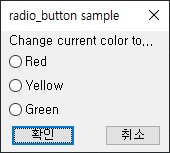 radio_button sample
Change current color to...
Red
Yellow
Green
확인 취소